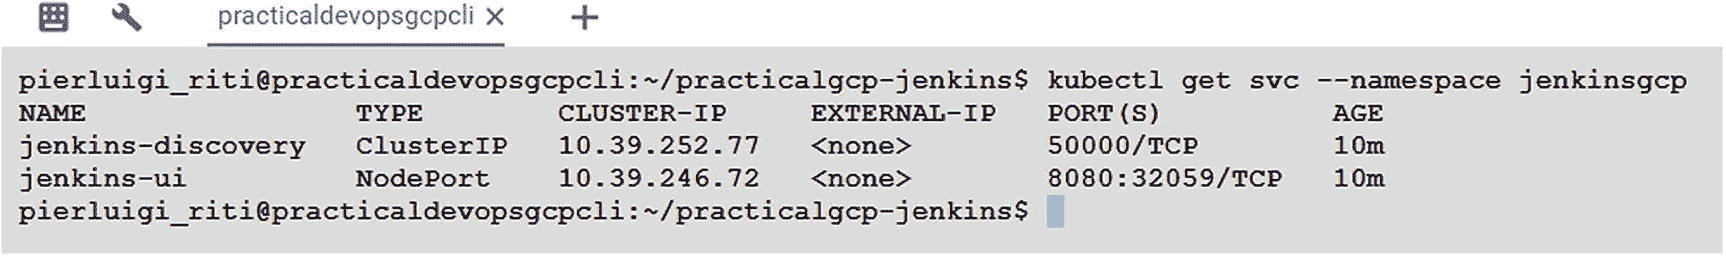 practicaldevopsgcpcli
pierluigi_riti@practicaldevopsgcpcli:~/practicalgcp-jenkins$ kubectl get svc --namespace jenkinsgcp
NAME TYPE CLUSTER-IP EXTERNAL-IP PORT(S) AGE
jenkins-discovery ClusterIP 10.39.252.77 <none> 50000/TCP 10m
jenkins-ui NodePort 10.39.246.72 <none> 8080:32059/TCP 10m
pierluigi_riti@practicaldevopsgcpcli:~/practicalgcp-jenkins$